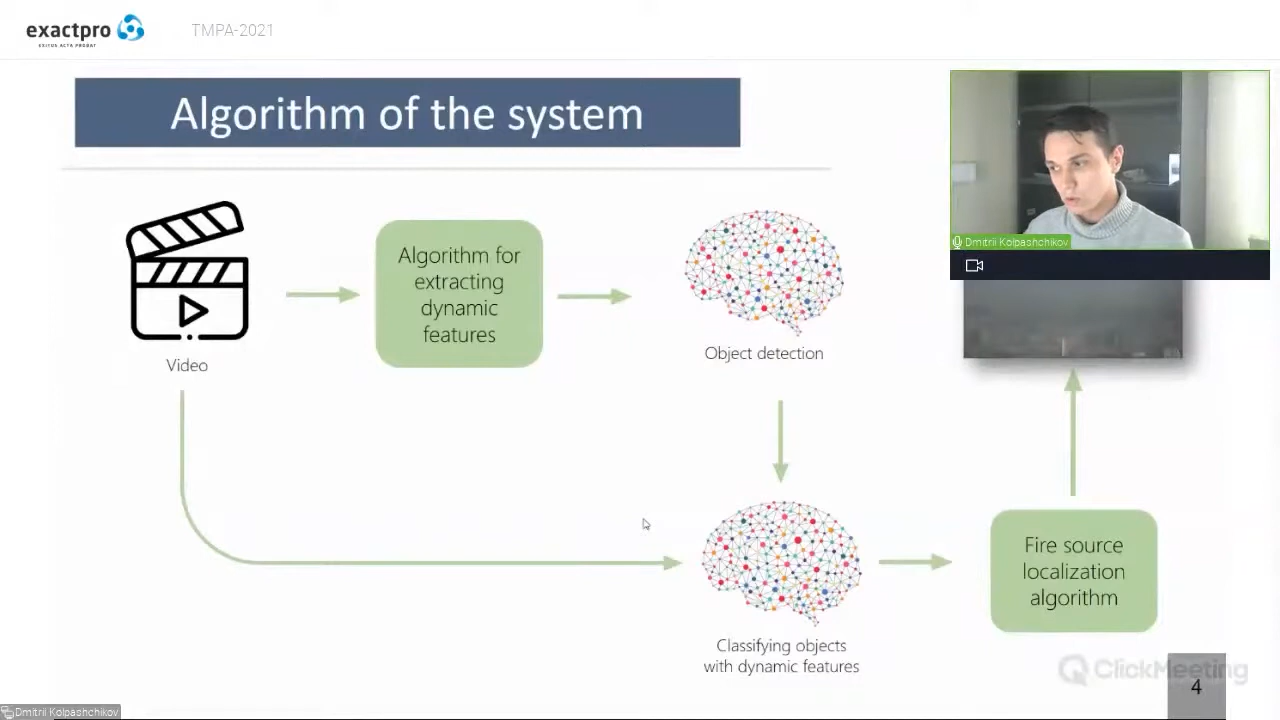 exactpro
EXITUS ACTA PROBAT
TMPA-2021
Algorithm of the system
Dmitrii Kolpashchikov
Algorithm for
extracting
dynamic
features
Video
Object detection
Fire source
localization
algorithm
Classifying objects
with dynamic features
ClickMeeting
4
Dmitrii Kolpashchikov